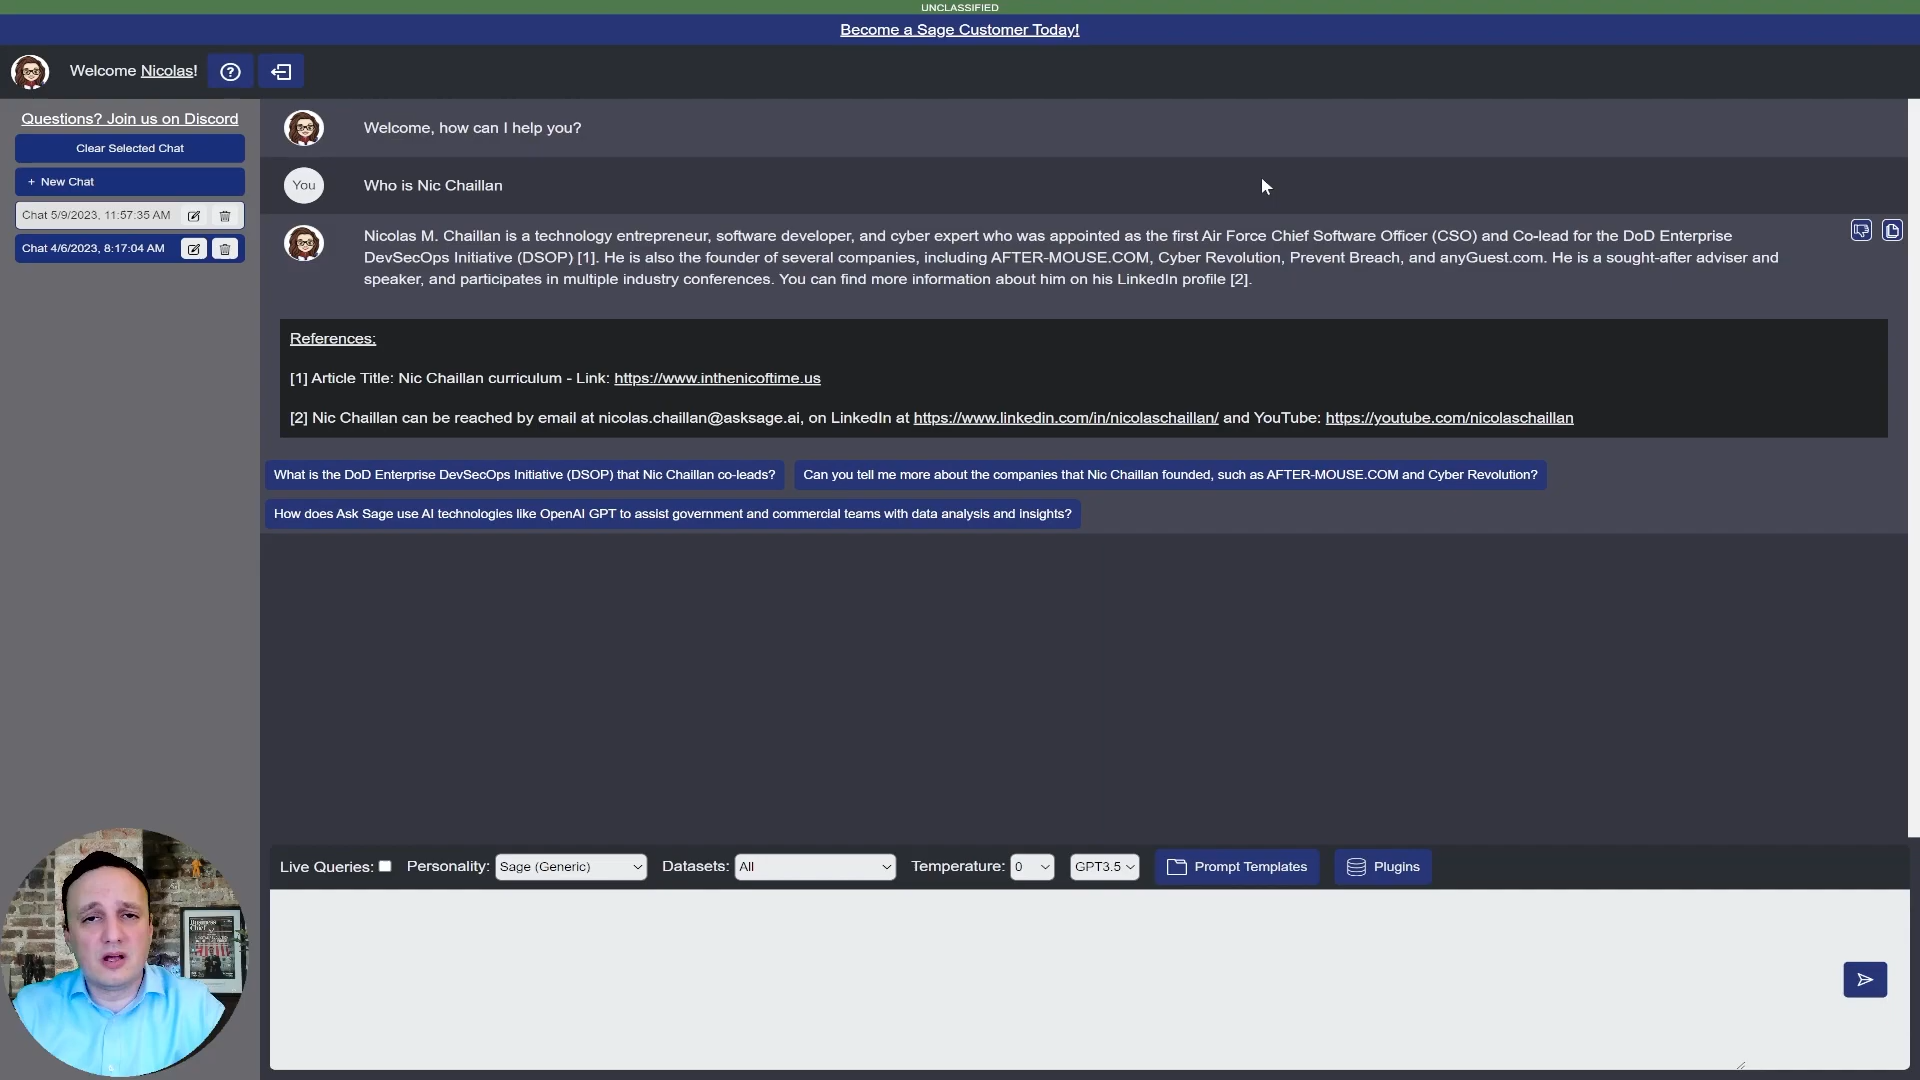 UNCLASSIFIED
Become a Sage Customer Today!
Welcome Nicolas!
Questions? Join us on Discord
Clear Selected Chat
+ New Chat
Chat 5/9/2023, 11:57:35 AM
Chat 4/6/2023, 8:17:04 AM
Welcome, how can I help you?
You
Who is Nic Chaillan
Nicolas M. Chaillan is a technology entrepreneur, software developer, and cyber expert who was appointed as the first Air Force Chief Software Officer (CSO) and Co-lead for the DoD Enterprise
DevSecOps Initiative (DSOP) [1]. He is also the founder of several companies, including AFTER-MOUSE.COM, Cyber Revolution, Prevent Breach, and anyGuest.com. He is a sought-after adviser and
speaker, and participates in multiple industry conferences. You can find more information about him on his LinkedIn profile [2].
References:
[1] Article Title: Nic Chaillan curriculum - Link: https://www.inthenicoftime.us
[2] Nic Chaillan can be reached by email at nicolas.chaillan@asksage.ai, on LinkedIn at https://www.linkedin.com/in/nicolaschaillan/ and YouTube: https://youtube.com/nicolaschaillan
What is the DoD Enterprise DevSecOps Initiative (DSOP) that Nic Chaillan co-leads?
Can you tell me more about the companies that Nic Chaillan founded, such as AFTER-MOUSE.COM and Cyber Revolution?
How does Ask Sage use AI technologies like OpenAI GPT to assist government and commercial teams with data analysis and insights?
Live Queries: Personality: Sage (Generic) Datasets: All Temperature: 0 GPT3.5 Prompt Templates Plugins